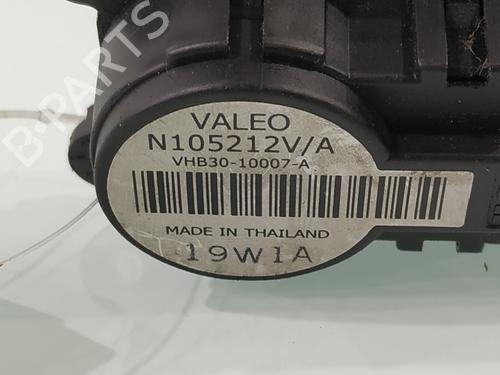 VALEO
N105212V/A
VHB30-10007-A
MADE IN THAILAND
19W1A
B-PARTS